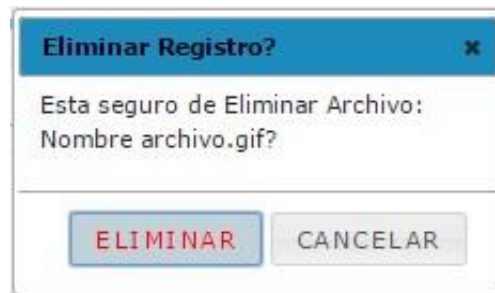 Eliminar Registro?
Esta seguro de Eliminar Archivo:
Nombre archivo.gif?
ELIMINAR CANCELAR